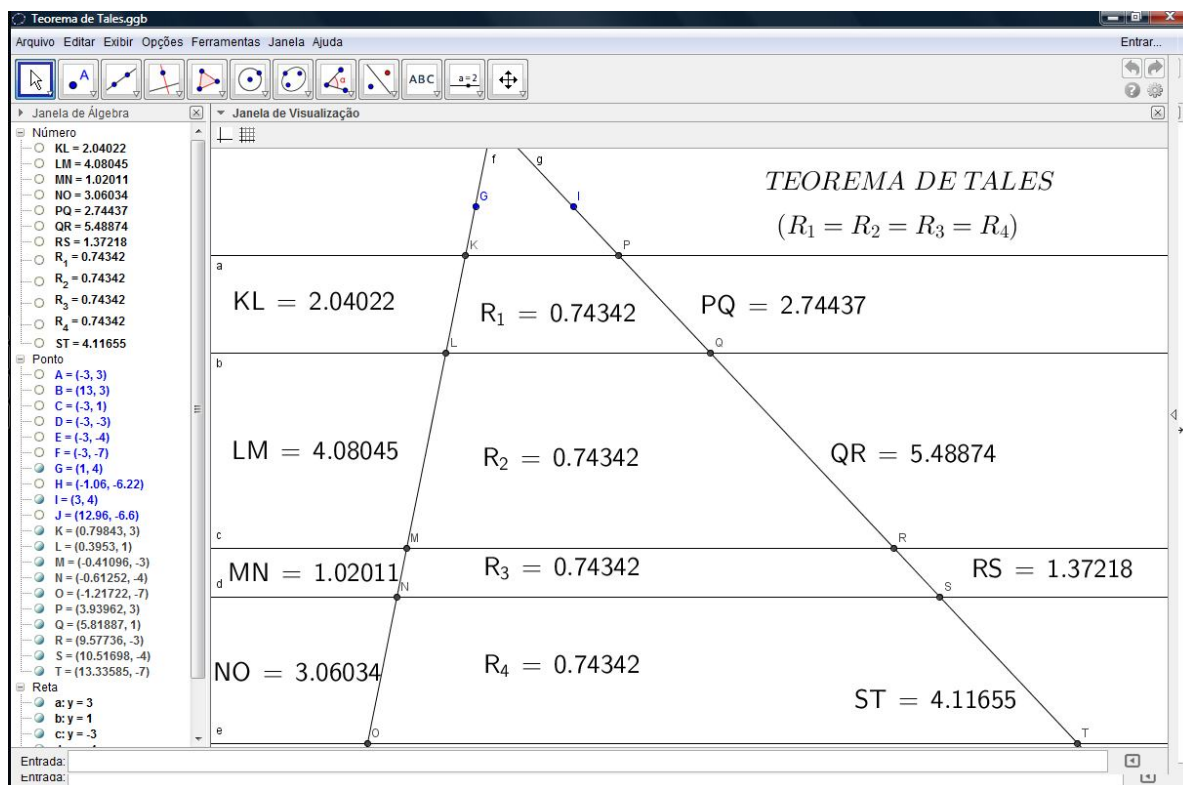 Teorema de Tales.ggb
Arquivo Editar Exibir Opções Ferramentas Janela Ajuda
Entrar...
A
α
ABC
a=2
Janela de Álgebra
Número
KL = 2.04022
LM = 4.08045
MN = 1.02011
NO = 3.06034
PQ = 2.74437
QR = 5.48874
RS = 1.37218
R1 = 0.74342
R2 = 0.74342
R3 = 0.74342
R4 = 0.74342
ST = 4.11655
Ponto
A = (-3, 3)
B = (13, 3)
C = (-3, 1)
D = (-3, -3)
E = (-3, -4)
F = (-3, -7)
G = (1, 4)
H = (-1.06, -6.22)
I = (3, 4)
J = (12.96, -6.6)
K = (0.79843, 3)
L = (0.3953, 1)
M = (-0.41096, -3)
N = (-0.61252, -4)
O = (-1.21722, -7)
P = (3.93962, 3)
Q = (5.81887, 1)
R = (9.57736, -3)
S = (10.51698, -4)
T = (13.33585, -7)
Reta
a: y = 3
b: y = 1
c: y = -3
Janela de Visualização
f g
TEOREMA DE TALES
G I
(R1 = R2 = R3 = R4)
K P
a
KL = 2.04022 R1 = 0.74342 PQ = 2.74437
L Q
b
LM = 4.08045 R2 = 0.74342 QR = 5.48874
c M R
MN = 1.02011 R3 = 0.74342 RS = 1.37218
d N S
NO = 3.06034 R4 = 0.74342 ST = 4.11655
e O T
Entrada:
Entrada: